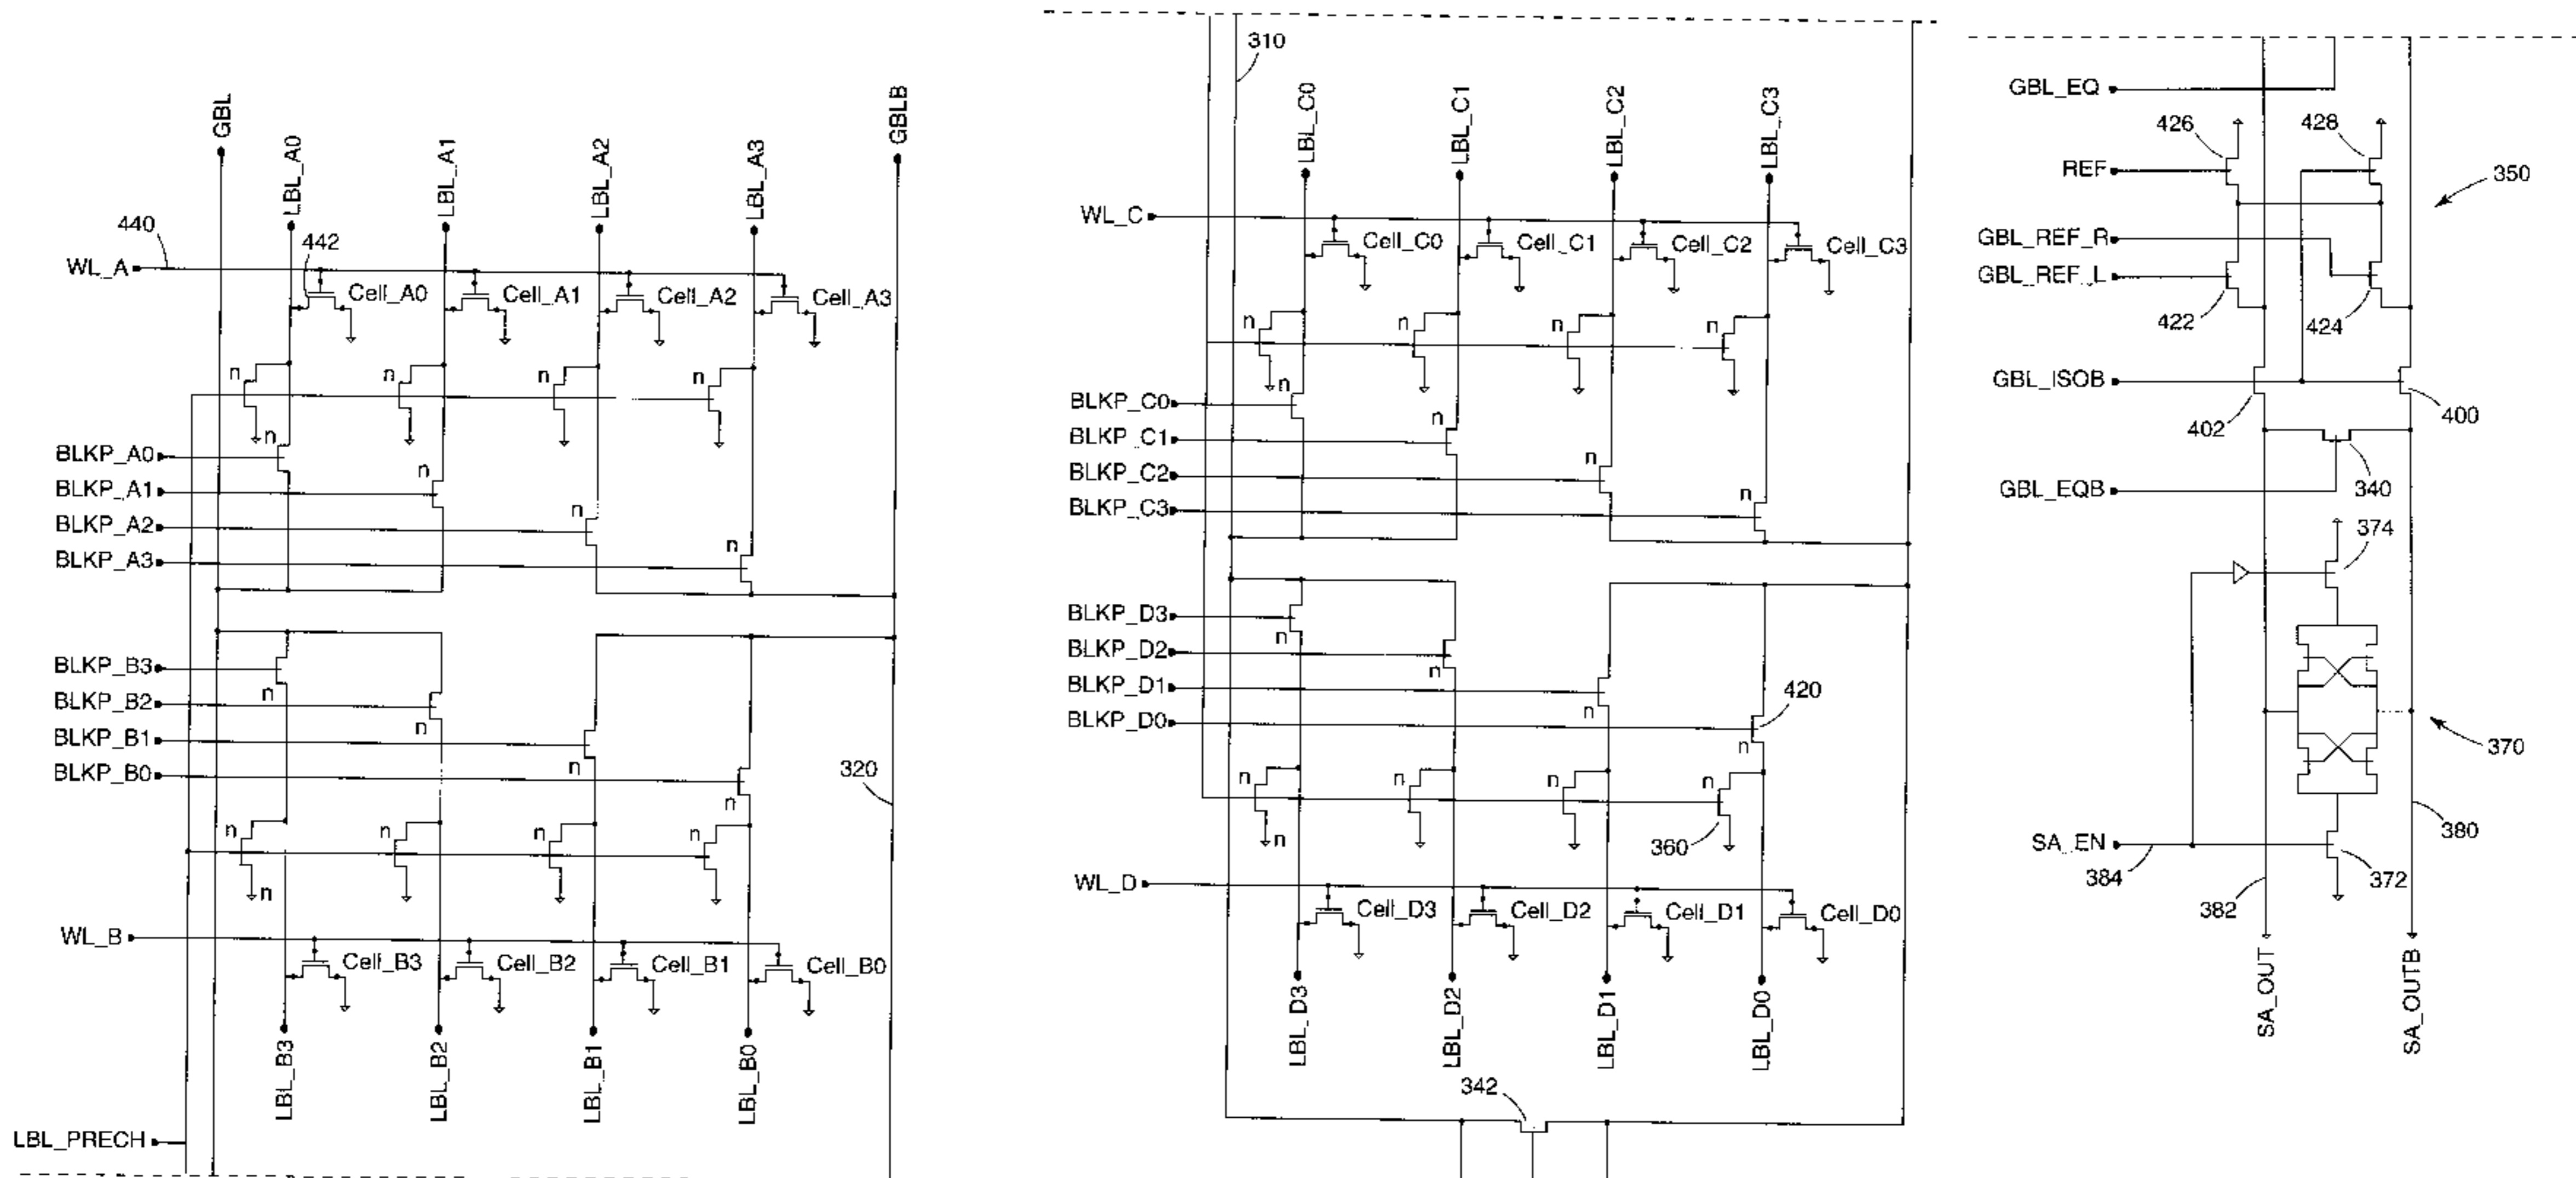 GBL
LBL_A0
LBL_A1
LBL_A2
LBL_A3
GBLB
440
442
WL_A
Cell_A0
Cell_A1
Cell_A2
Cell_A3
n
n
n
n
n
BLKP_A0
n
BLKP_A1
n
BLKP_A2
n
BLKP_A3
BLKP_B3
n
BLKP_B2
n
BLKP_B1
n
BLKP_B0
n
320
n
n
n
n
n
WL_B
Cell_B3
Cell_B2
Cell_B1
Cell_B0
LBL_B3
LBL_B2
LBL_B1
LBL_B0
LBL_PRECH
310
LBL_C0
LBL_C1
LBL_C2
LBL_C3
WL_C
Cell_C0
Cell_C1
Cell_C2
Cell_C3
n
n
n
n
n
BLKP_C0
n
BLKP_C1
n
BLKP_C2
n
BLKP_C3
BLKP_D3
n
BLKP_D2
n
BLKP_D1
n
BLKP_D0
420
n
n
n
n
n
360
n
WL_D
Cell_D3
Cell_D2
Cell_D1
Cell_D0
LBL_D3
LBL_D2
LBL_D1
LBL_D0
342
GBL_EQ
426
428
REF
350
GBL_REF_R
GBL_REF_L
422
424
GBL_ISOB
402
400
GBL_EQB
340
374
370
380
SA_EN
384
372
382
SA_OUT
SA_OUTB